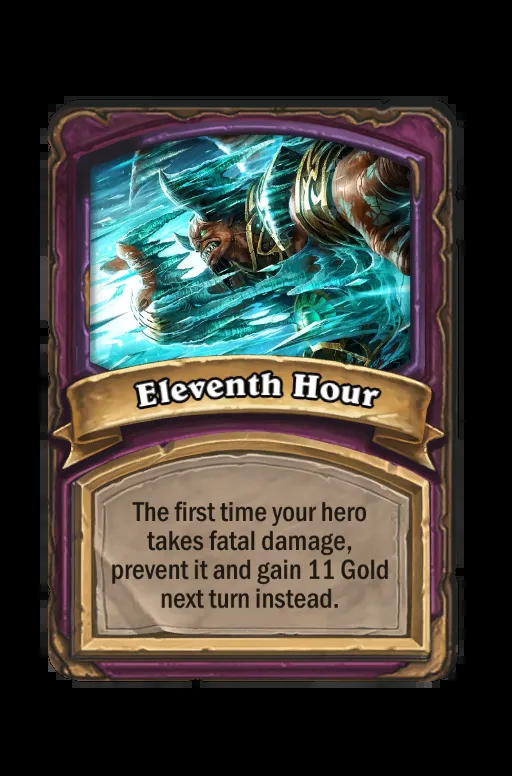 Eleventh Hour
The first time your hero
takes fatal damage,
prevent it and gain 11 Gold
next turn instead.